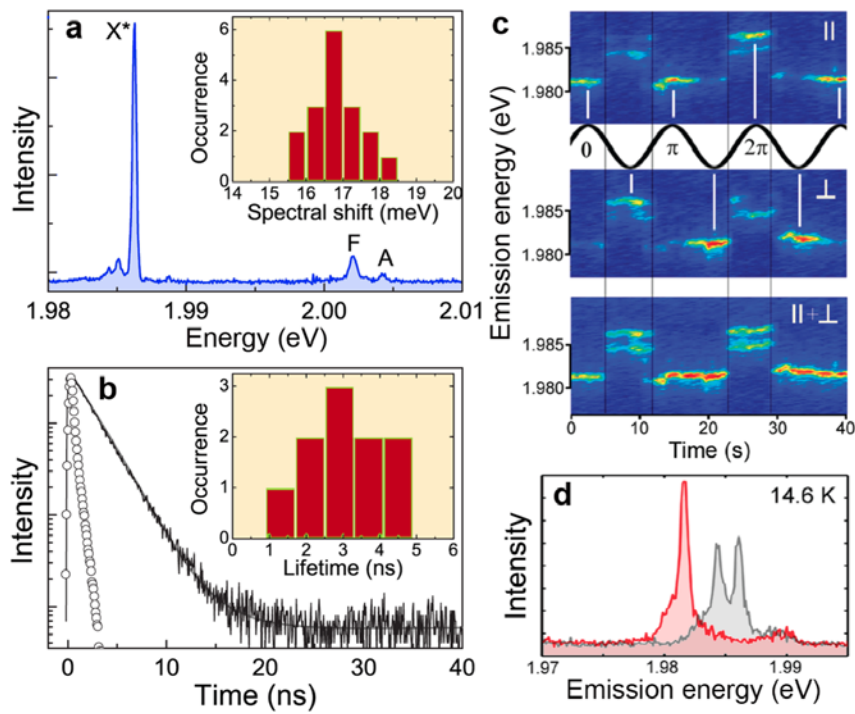 a
X*
Intensity
F
A
1.98 1.99 2.00 2.01
Energy (eV)
Occurrence
6
4
2
0
14 15 16 17 18 19 20
Spectral shift (meV)
b
Intensity
0 10 20 30 40
Time (ns)
Occurrence
3
2
1
0
0 1 2 3 4 5 6
Lifetime (ns)
c
||
1.985
1.980
0 π 2π
⊥
1.985
1.980
||+⊥
1.985
1.980
Emission energy (eV)
0 10 20 30 40
Time (s)
d
14.6 K
Intensity
1.97 1.98 1.99
Emission energy (eV)